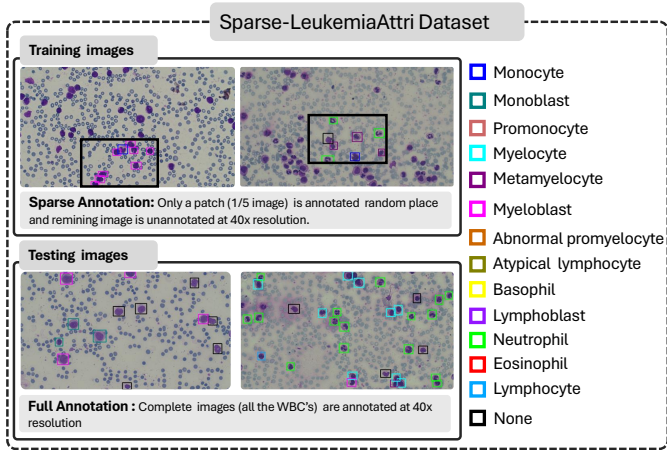 Sparse-LeukemiaAttri Dataset
Training images
Sparse Annotation: Only a patch (1/5 image) is annotated random place
and remining image is unannotated at 40x resolution.
Testing images
Full Annotation : Complete images (all the WBC's) are annotated at 40x
resolution
Monocyte
Monoblast
Promonocyte
Myelocyte
Metamyelocyte
Myeloblast
Abnormal promyelocyte
Atypical lymphocyte
Basophil
Lymphoblast
Neutrophil
Eosinophil
Lymphocyte
None